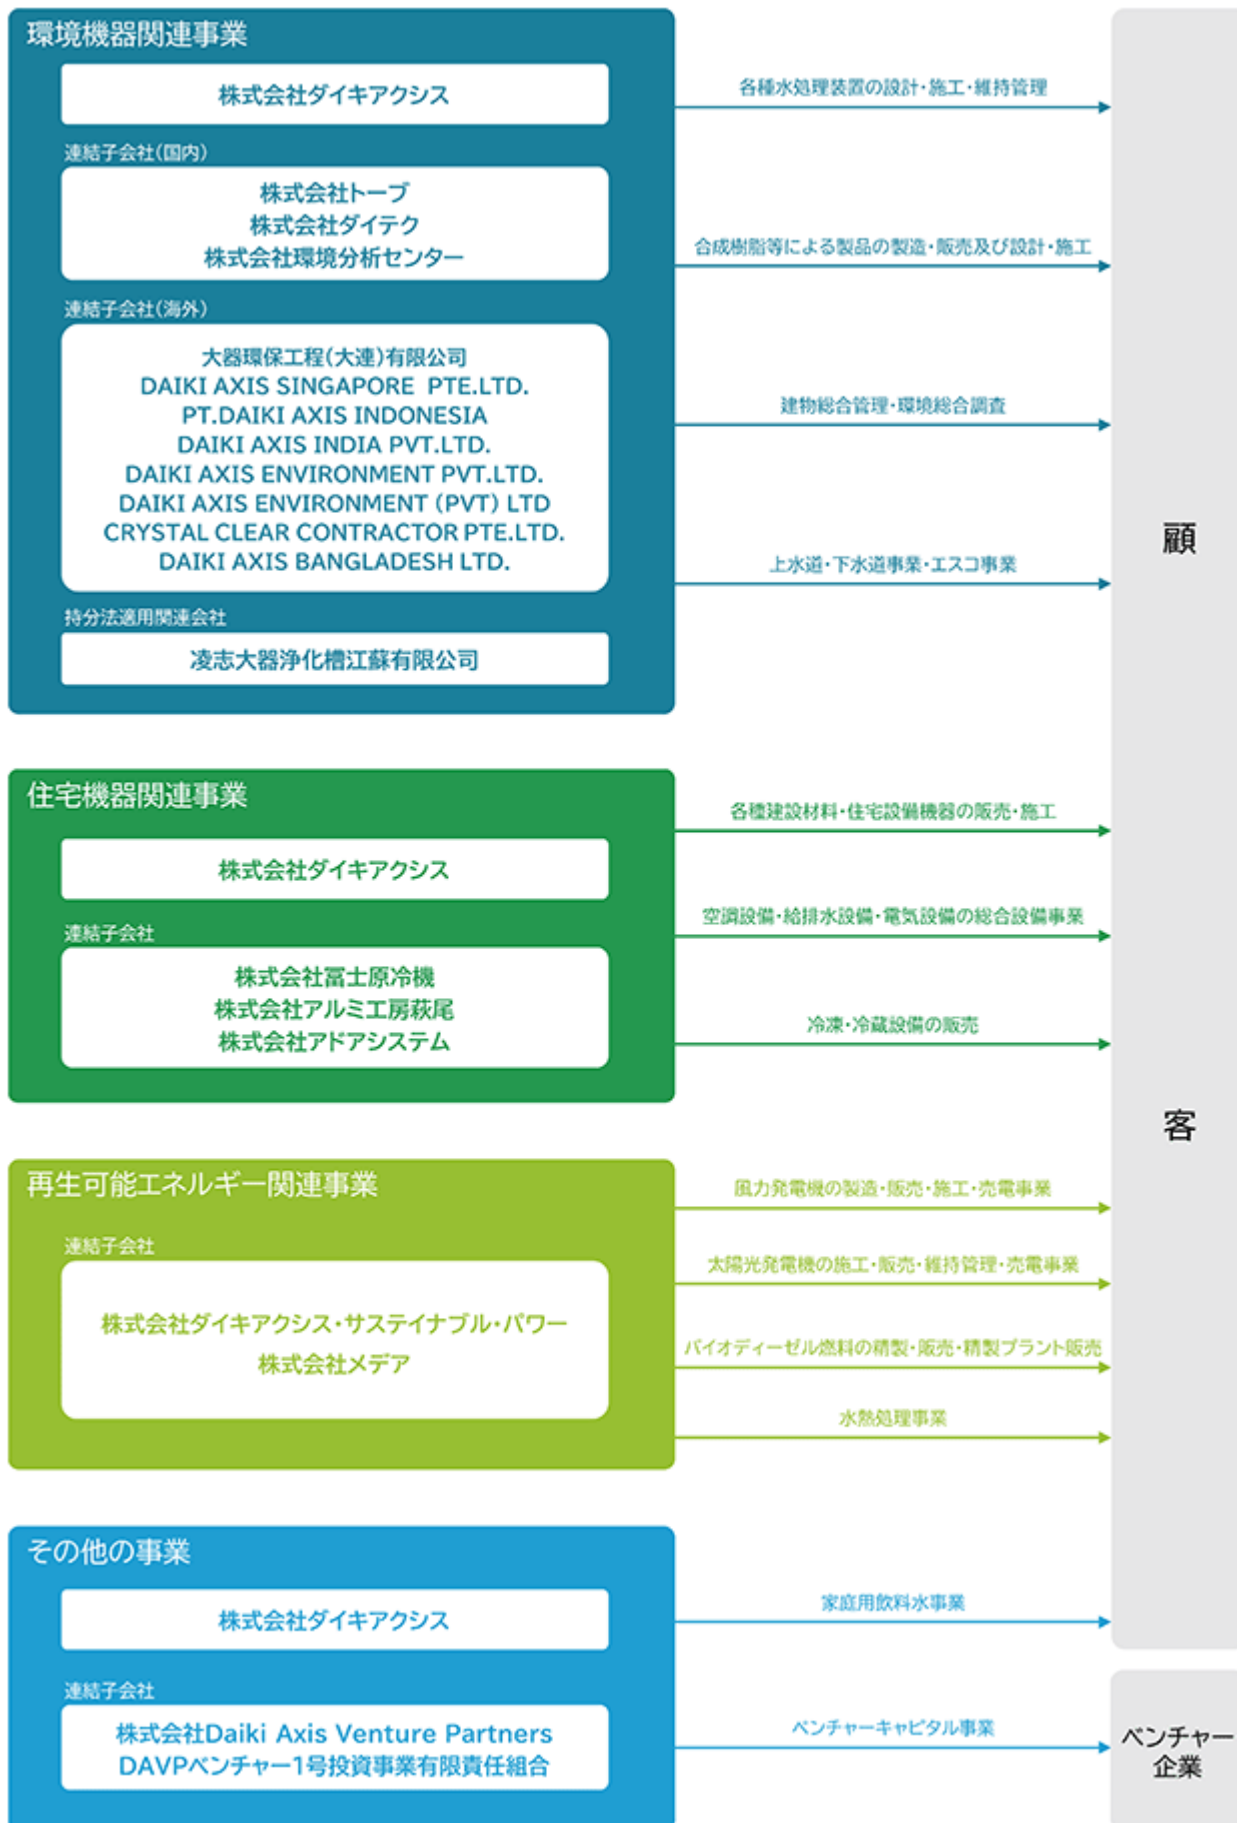 環境機器関連事業
株式会社ダイキアクシス
各種水処理装置の設計・施工・維持管理
連結子会社(国内)
株式会社トーブ
株式会社ダイテク
株式会社環境分析センター
合成樹脂等による製品の製造・販売及び設計・施工
連結子会社(海外)
大器環保工程(大連)有限公司
DAIKI AXIS SINGAPORE PTE.LTD.
PT.DAIKI AXIS INDONESIA
DAIKI AXIS INDIA PVT.LTD.
DAIKI AXIS ENVIRONMENT PVT.LTD.
DAIKI AXIS ENVIRONMENT (PVT) LTD
CRYSTAL CLEAR CONTRACTOR PTE.LTD.
DAIKI AXIS BANGLADESH LTD.
建物総合管理・環境総合調査
上水道・下水道事業・エスコ事業
持分法適用関連会社
凌志大器浄化槽江蘇有限公司
住宅機器関連事業
株式会社ダイキアクシス
各種建設材料・住宅設備機器の販売・施工
連結子会社
株式会社冨士原冷機
株式会社アルミ工房萩尾
株式会社アドアシステム
空調設備・給排水設備・電気設備の総合設備事業
冷凍・冷蔵設備の販売
再生可能エネルギー関連事業
連結子会社
株式会社ダイキアクシス・サステイナブル・パワー
株式会社メデア
風力発電機の製造・販売・施工・売電事業
太陽光発電機の施工・販売・維持管理・売電事業
バイオディーゼル燃料の精製・販売・精製プラント販売
水熱処理事業
その他の事業
株式会社ダイキアクシス
家庭用飲料水事業
顧
客
連結子会社
株式会社Daiki Axis Venture Partners
DAVPベンチャー1号投資事業有限責任組合
ベンチャーキャピタル事業
ベンチャー
企業